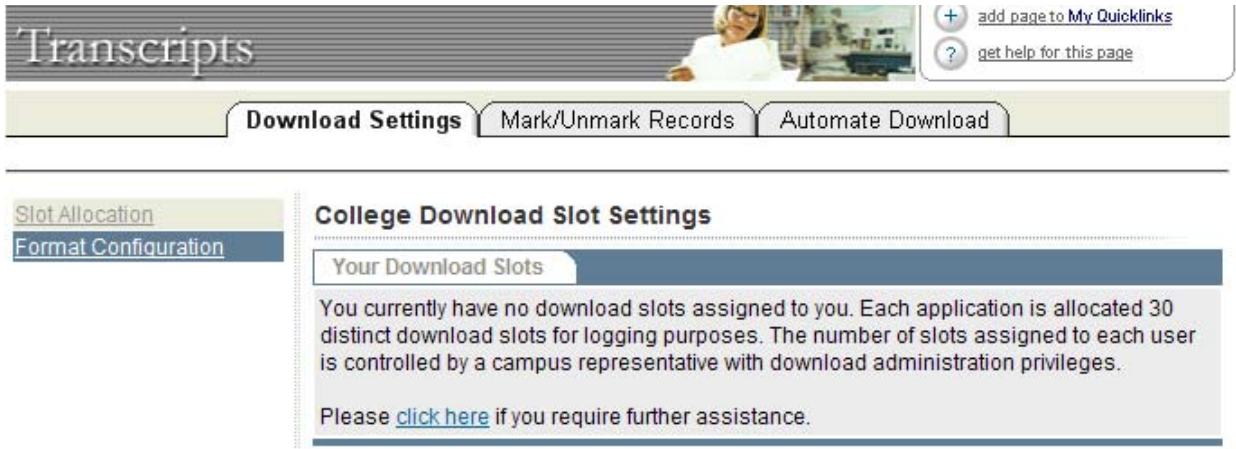 Transcripts
add page to My Quicklinks
get help for this page
Download Settings
Mark/Unmark Records
Automate Download
Slot Allocation
Format Configuration
College Download Slot Settings
Your Download Slots
You currently have no download slots assigned to you. Each application is allocated 30
distinct download slots for logging purposes. The number of slots assigned to each user
is controlled by a campus representative with download administration privileges.
Please click here if you require further assistance.